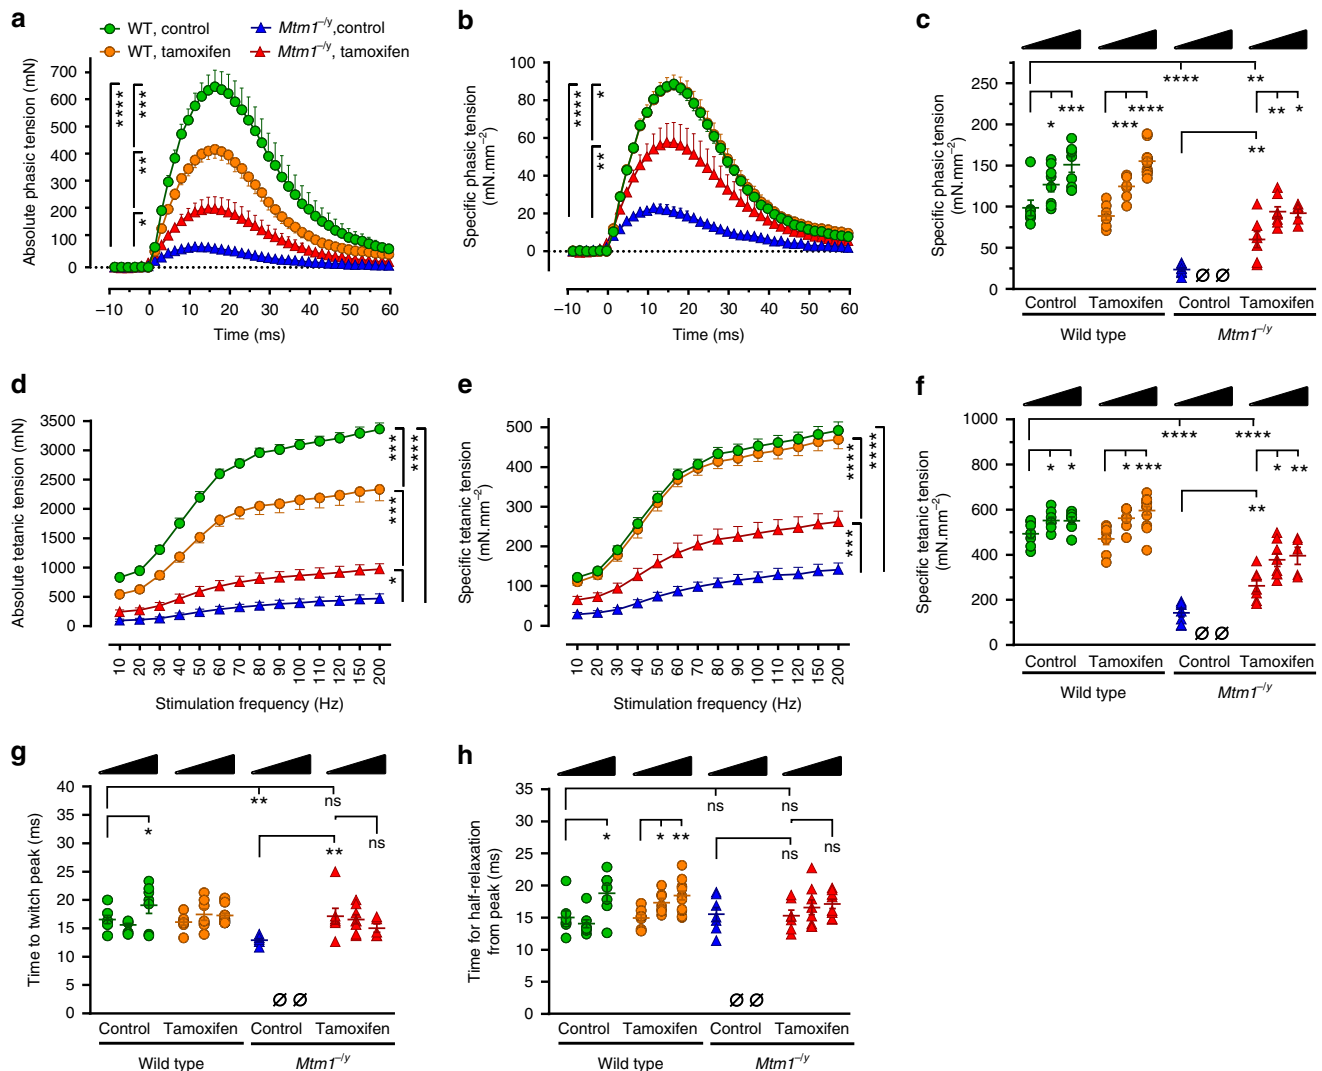 a
WT, control
Mtm1–/y,control
WT, tamoxifen
Mtm1–/y, tamoxifen
Absolute phasic tension (mN)
700
600
500
400
300
200
100
0
–10 0 10 20 30 40 50 60
Time (ms)
****
***
**
*
b
Specific phasic tension
(mN.mm–2)
100
80
60
40
20
0
–10 0 10 20 30 40 50 60
Time (ms)
****
*
**
c
Specific phasic tension
(mN.mm–2)
250
200
150
100
50
0
**** **
*** **** ** *
* *** **
Ø Ø
Control Tamoxifen Control Tamoxifen
Wild type Mtm1–/y
d
Absolute tetanic tension (mN)
3500
3000
2500
2000
1500
1000
500
0
10 20 30 40 50 60 70 80 90 100 110 120 150 200
Stimulation frequency (Hz)
***
****
***
*
e
Specific tetanic tension
(mN.mm–2)
500
400
300
200
100
0
10 20 30 40 50 60 70 80 90 100 110 120 150 200
Stimulation frequency (Hz)
****
****
***
f
Specific tetanic tension
(mN.mm–2)
1000
800
600
400
200
0
**** ****
* * * **** * **
**
Ø Ø
Control Tamoxifen Control Tamoxifen
Wild type Mtm1–/y
g
Time to twitch peak (ms)
40
35
30
25
20
15
10
5
0
** ns
* ns
**
Ø Ø
Control Tamoxifen Control Tamoxifen
Wild type Mtm1–/y
h
Time for half-relaxation
from peak (ms)
35
30
25
20
15
10
5
0
ns ns
* * ** ns ns
Ø Ø
Control Tamoxifen Control Tamoxifen
Wild type Mtm1–/y